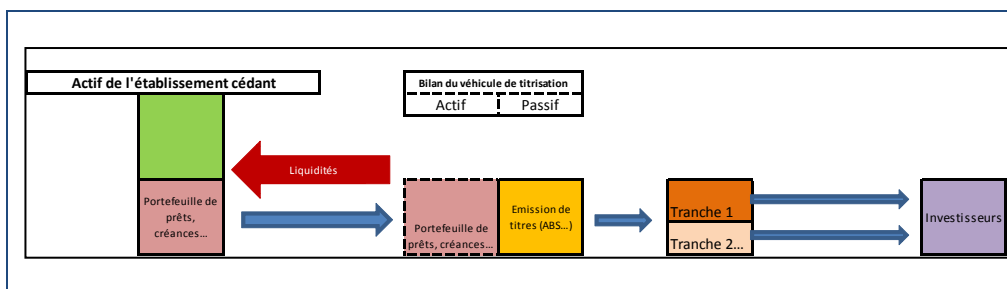 Actif de l'établissement cédant
Bilan du véhicule de titrisation
Actif
Passif
Liquidités
Portefeuille de
prêts,
créances...
Portefeuille de
prêts, créances...
Emission de
titres (ABS...)
Tranche 1
Tranche 2...
Investisseurs